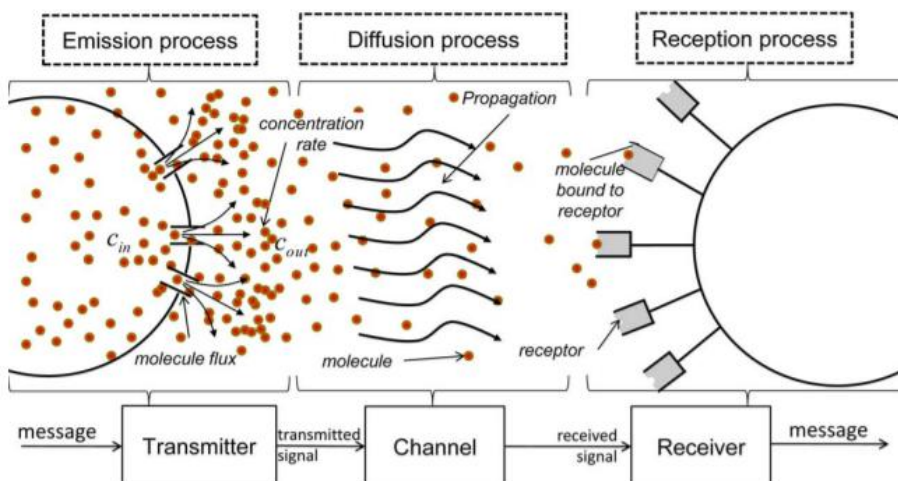 Emission process
Diffusion process
Reception process
Propagation
concentration
rate
molecule
bound to
receptor
c_in
c_out
molecule flux
molecule
receptor
message
Transmitter
transmitted
signal
Channel
received
signal
Receiver
message